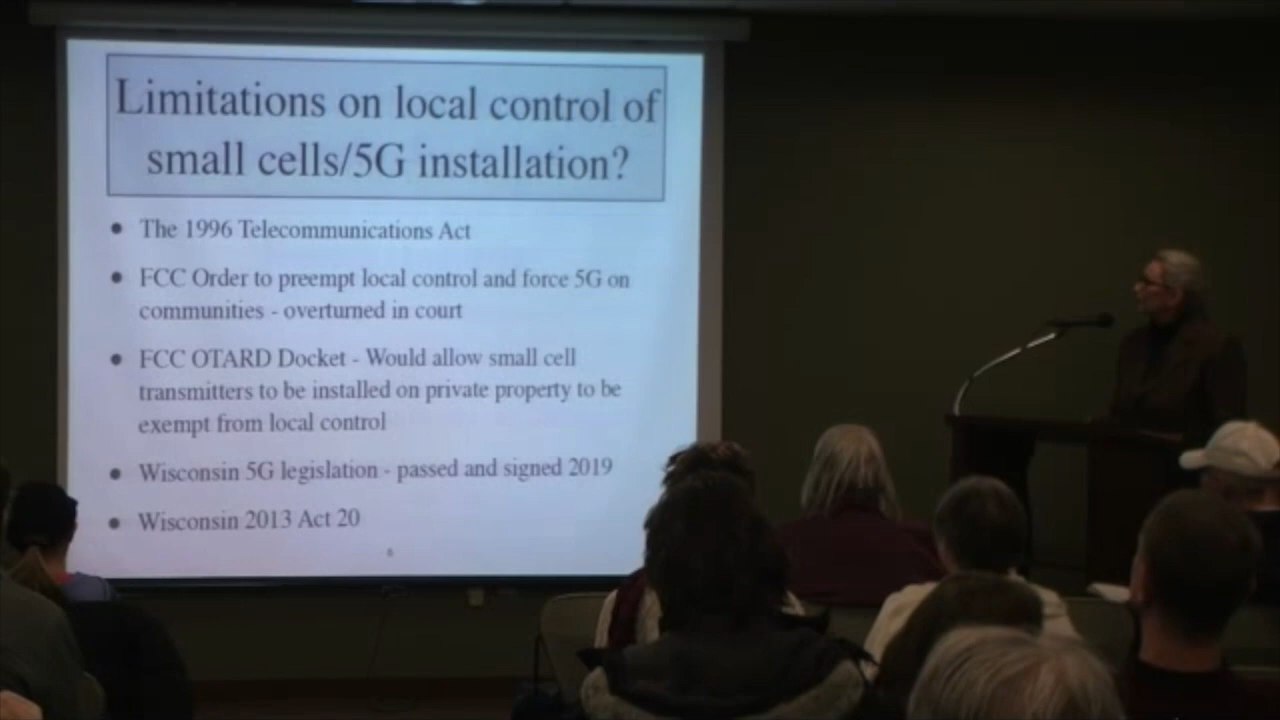 Limitations on local control of
small cells/5G installation?
• The 1996 Telecommunications Act
• FCC Order to preempt local control and force 5G on
communities - overturned in court
• FCC OTARD Docket - Would allow small cell
transmitters to be installed on private property to be
exempt from local control
• Wisconsin 5G legislation - passed and signed 2019
• Wisconsin 2013 Act 20